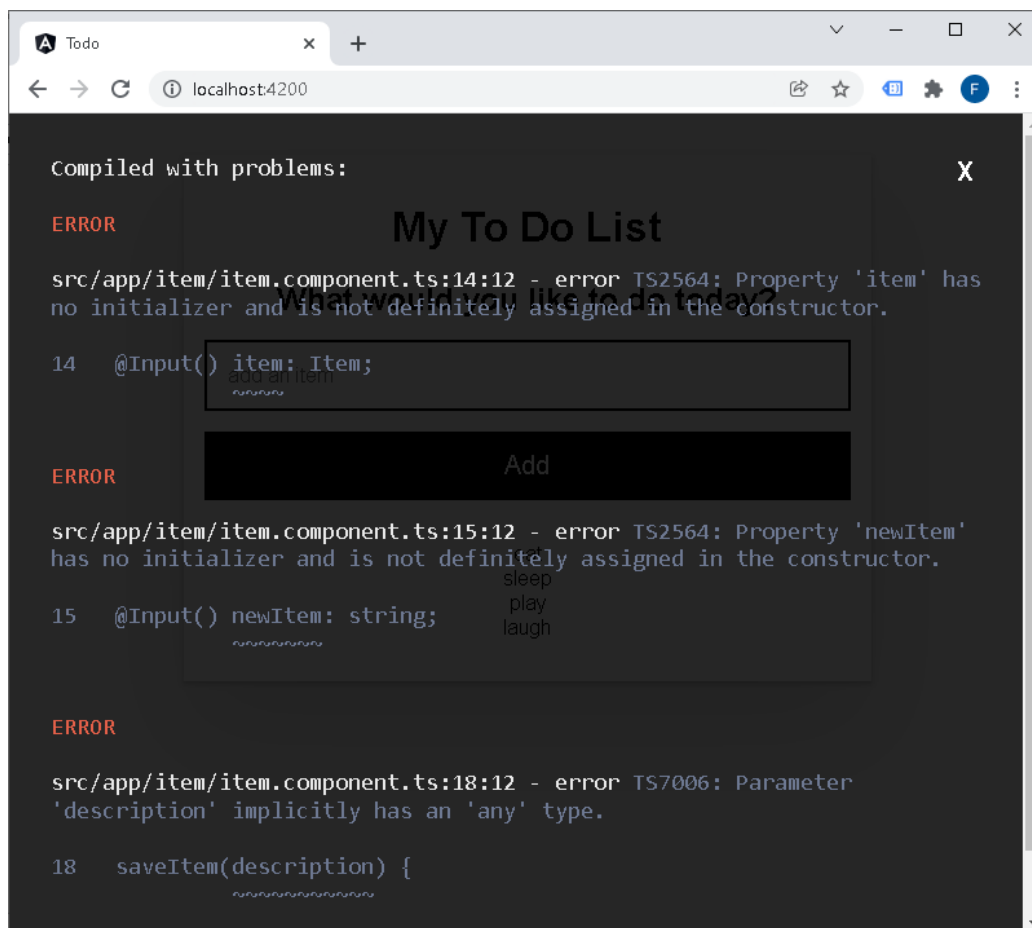 Todo
localhost:4200
Compiled with problems:
X
ERROR
My To Do List
src/app/item/item.component.ts:14:12 - error TS2564: Property 'item' has
no initializer and is not definitely assigned in the constructor.
What would you like to do today?
14 @Input() item: Item;
add an item
~~~~
Add
ERROR
src/app/item/item.component.ts:15:12 - error TS2564: Property 'newItem'
has no initializer and is not definitely assigned in the constructor.
eat
sleep
play
laugh
15 @Input() newItem: string;
~~~~~~~
ERROR
src/app/item/item.component.ts:18:12 - error TS7006: Parameter
'description' implicitly has an 'any' type.
18 saveItem(description) {
~~~~~~~~~~~
F